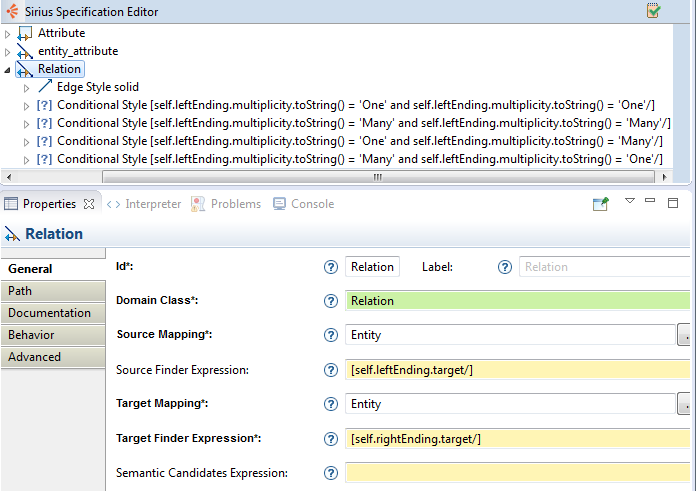 Sirius Specification Editor
Attribute
entity_attribute
Relation
Edge Style solid
[?] Conditional Style [self.leftEnding.multiplicity.toString() = 'One' and self.leftEnding.multiplicity.toString() = 'One'/]
[?] Conditional Style [self.leftEnding.multiplicity.toString() = 'Many' and self.leftEnding.multiplicity.toString() = 'Many'/]
[?] Conditional Style [self.leftEnding.multiplicity.toString() = 'One' and self.leftEnding.multiplicity.toString() = 'Many'/]
[?] Conditional Style [self.leftEnding.multiplicity.toString() = 'Many' and self.leftEnding.multiplicity.toString() = 'One'/]
Properties Interpreter Problems Console
Relation
General
Path
Documentation
Behavior
Advanced
Id*: ? Relation Label: ? Relation
Domain Class*: ? Relation
Source Mapping*: ? Entity ..
Source Finder Expression: ? [self.leftEnding.target/]
Target Mapping*: ? Entity ..
Target Finder Expression*: ? [self.rightEnding.target/]
Semantic Candidates Expression: ?